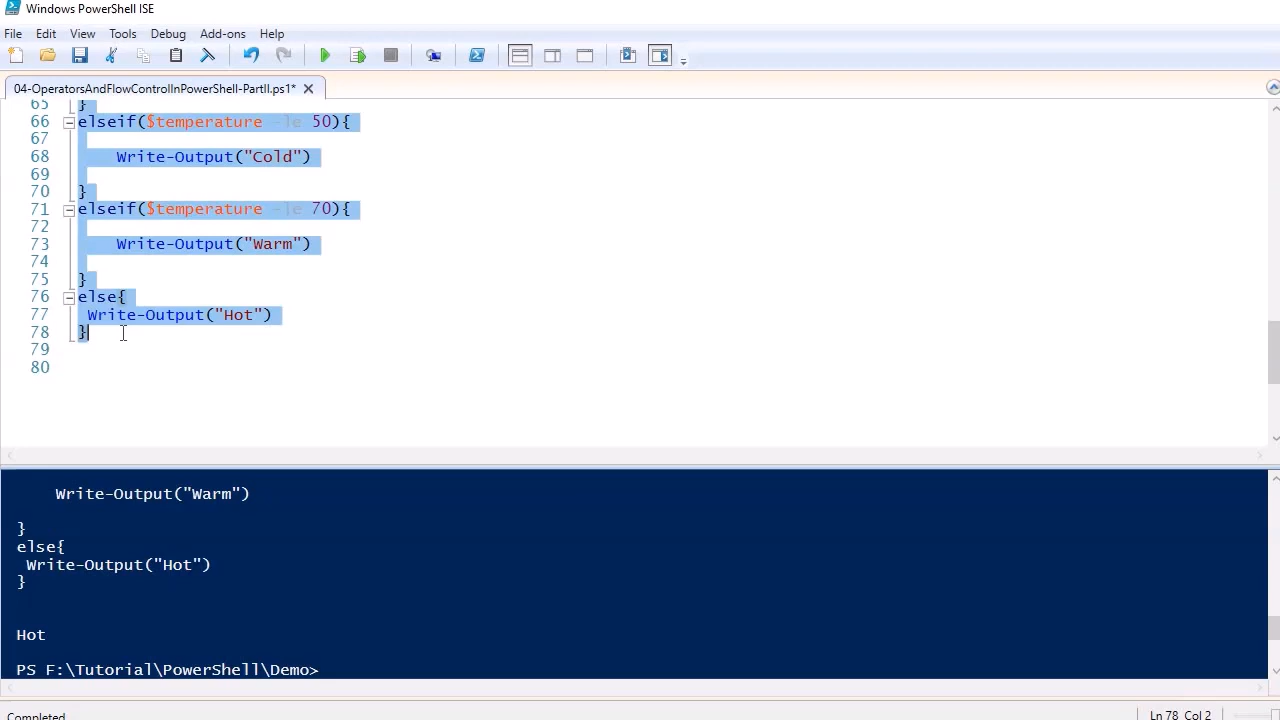 Windows PowerShell ISE
File Edit View Tools Debug Add-ons Help
04-OperatorsAndFlowControlInPowerShell-PartII.ps1*
65 }
66 elseif($temperature -le 50){
67
68 Write-Output("Cold")
69
70 }
71 elseif($temperature -le 70){
72
73 Write-Output("Warm")
74
75 }
76 else{
77 Write-Output("Hot")
78 }
79
80
Write-Output("Warm")
}
else{
Write-Output("Hot")
}
Hot
PS F:\Tutorial\PowerShell\Demo>
Completed
Ln 78 Col 2